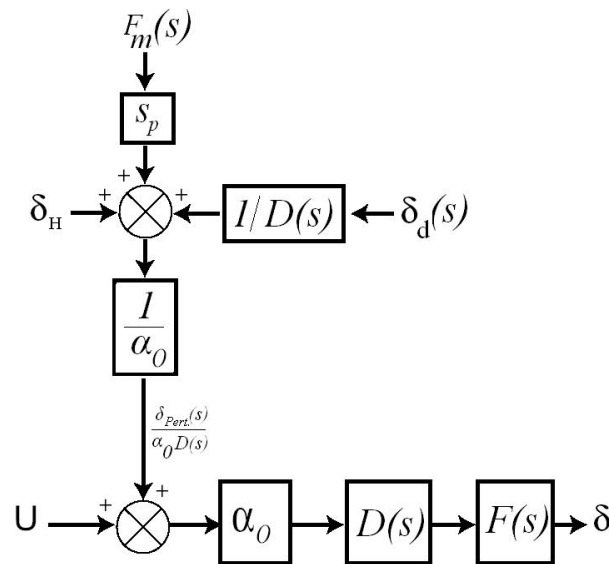 F_m(s)
s_p
+ +
δ_H + + 1/D(s) δ_d(s)
1/α_0
δ_Pert.(s)/α_0 D(s)
+ +
U α_0 D(s) F(s) δ